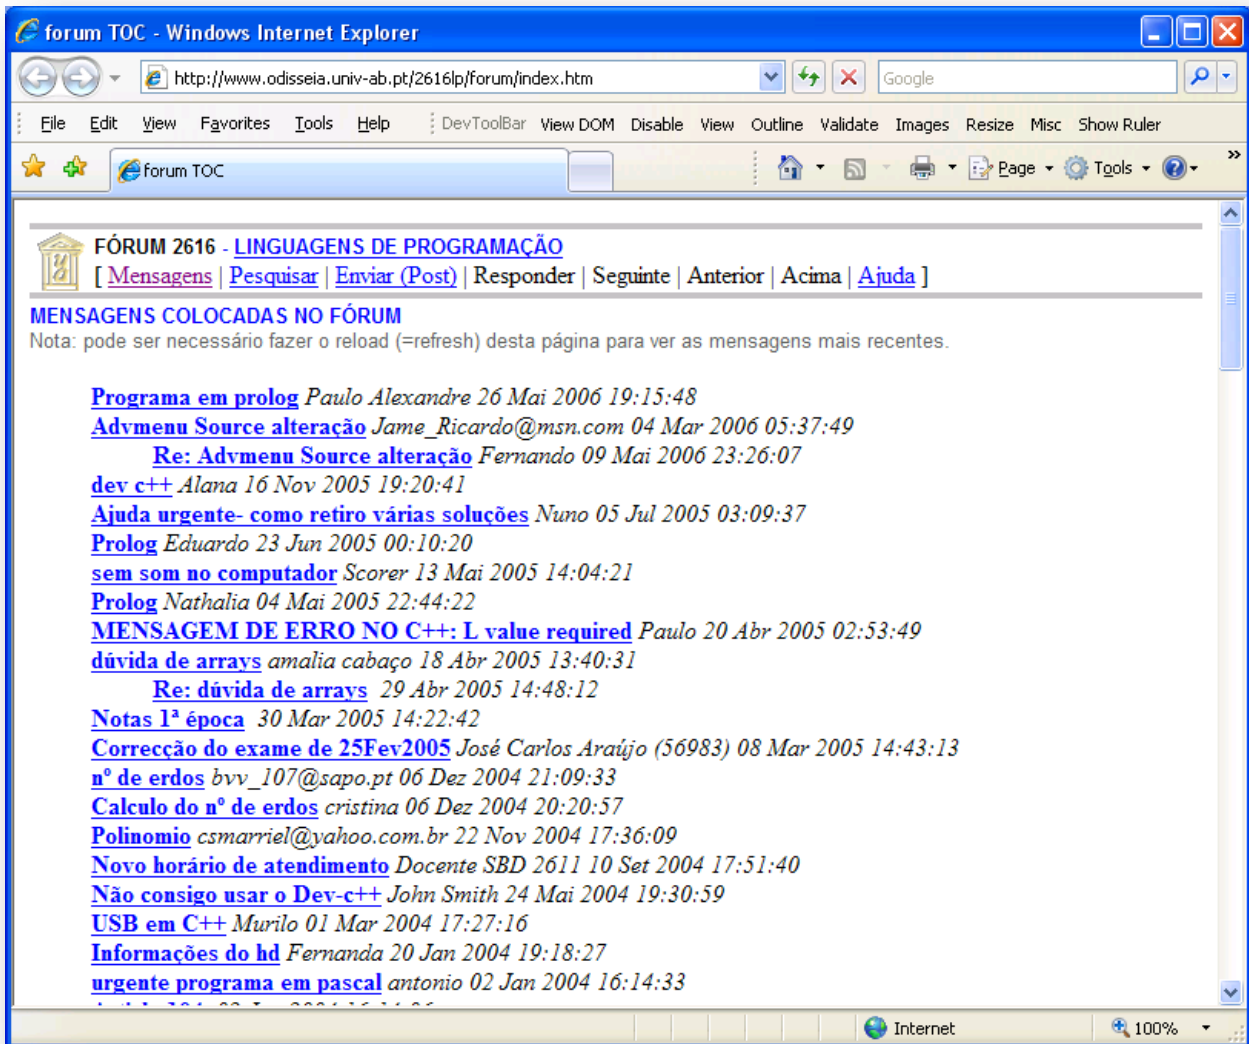 forum TOC - Windows Internet Explorer
http://www.odisseia.univ-ab.pt/2616lp/forum/index.htm Google
File Edit View Favorites Tools Help DevToolBar View DOM Disable View Outline Validate Images Resize Misc Show Ruler
forum TOC Page Tools »
FÓRUM 2616 - LINGUAGENS DE PROGRAMAÇÃO
[ Mensagens | Pesquisar | Enviar (Post) | Responder | Seguinte | Anterior | Acima | Ajuda ]
MENSAGENS COLOCADAS NO FÓRUM
Nota: pode ser necessário fazer o reload (=refresh) desta página para ver as mensagens mais recentes.
Programa em prolog Paulo Alexandre 26 Mai 2006 19:15:48
Advmenu Source alteração Jame_Ricardo@msn.com 04 Mar 2006 05:37:49
Re: Advmenu Source alteração Fernando 09 Mai 2006 23:26:07
dev c++ Alana 16 Nov 2005 19:20:41
Ajuda urgente- como retiro várias soluções Nuno 05 Jul 2005 03:09:37
Prolog Eduardo 23 Jun 2005 00:10:20
sem som no computador Scorer 13 Mai 2005 14:04:21
Prolog Nathalia 04 Mai 2005 22:44:22
MENSAGEM DE ERRO NO C++: L value required Paulo 20 Abr 2005 02:53:49
dúvida de arrays amalia cabaço 18 Abr 2005 13:40:31
Re: dúvida de arrays 29 Abr 2005 14:48:12
Notas 1ª época 30 Mar 2005 14:22:42
Correcção do exame de 25Fev2005 José Carlos Araújo (56983) 08 Mar 2005 14:43:13
nº de erdos bvv_107@sapo.pt 06 Dez 2004 21:09:33
Calculo do nº de erdos cristina 06 Dez 2004 20:20:57
Polinomio csmarriel@yahoo.com.br 22 Nov 2004 17:36:09
Novo horário de atendimento Docente SBD 2611 10 Set 2004 17:51:40
Não consigo usar o Dev-c++ John Smith 24 Mai 2004 19:30:59
USB em C++ Murilo 01 Mar 2004 17:27:16
Informações do hd Fernanda 20 Jan 2004 19:18:27
urgente programa em pascal antonio 02 Jan 2004 16:14:33
Internet 100%